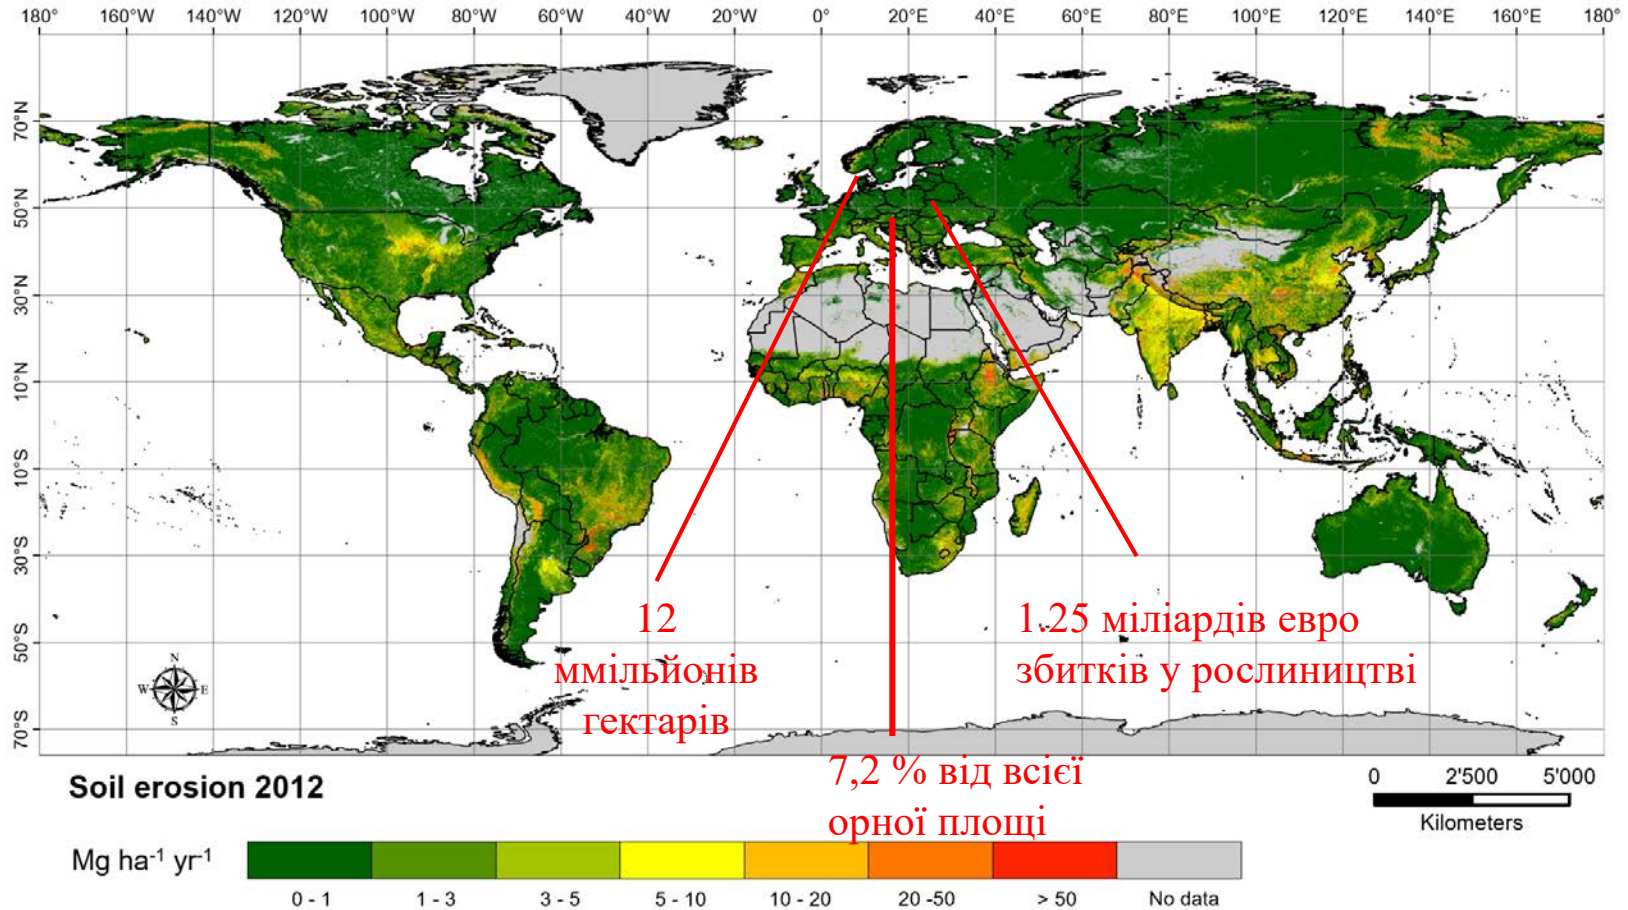 180° 160°W 140°W 120°W 100°W 80°W 60°W 40°W 20°W 0° 20°E 40°E 60°E 80°E 100°E 120°E 140°E 160°E 180°
70°N
50°N
30°N
10°N
10°S
30°S
50°S
70°S
N
W E
S
12
ммільйонів
гектарів
1.25 міліардів евро
збитків у рослиництві
7,2 % від всієї
орної площі
Soil erosion 2012
0 2'500 5'000
Kilometers
Mg ha⁻¹ yr⁻¹
0 - 1 1 - 3 3 - 5 5 - 10 10 - 20 20 -50 > 50 No data